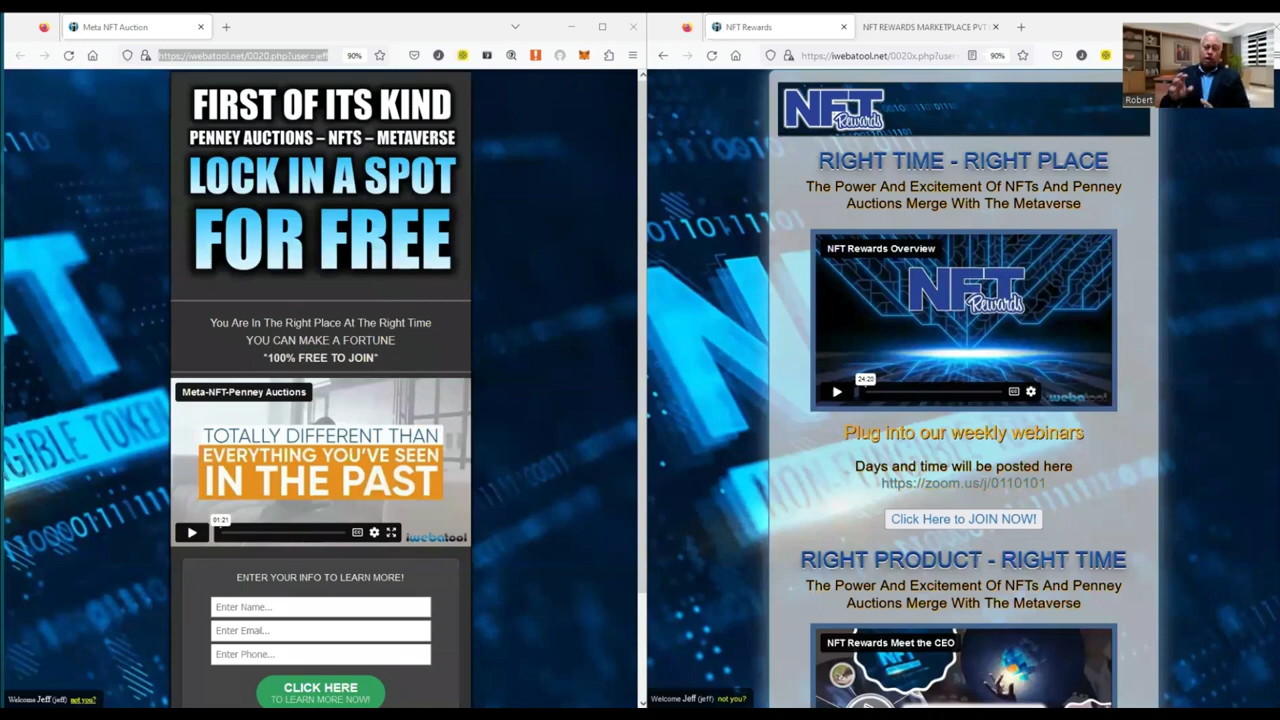 Meta NFT Auction
https://iwebatool.net/0020.php?user=jeff
90%
FIRST OF ITS KIND
PENNEY AUCTIONS – NFTS – METAVERSE
LOCK IN A SPOT
FOR FREE
You Are In The Right Place At The Right Time
YOU CAN MAKE A FORTUNE
*100% FREE TO JOIN*
Meta-NFT-Penney Auctions
TOTALLY DIFFERENT THAN
EVERYTHING YOU'VE SEEN
IN THE PAST
01:21
iwebatool
ENTER YOUR INFO TO LEARN MORE!
Enter Name...
Enter Email...
Enter Phone...
CLICK HERE
TO LEARN MORE NOW!
Welcome Jeff (jeff) not you?
NFT Rewards
NFT REWARDS MARKETPLACE PVT
https://iwebatool.net/0020x.php?user=
90%
Robert
NFT
Rewards
RIGHT TIME - RIGHT PLACE
The Power And Excitement Of NFTs And Penney
Auctions Merge With The Metaverse
NFT Rewards Overview
NFT
Rewards
24:20
iwebatool
Plug into our weekly webinars
Days and time will be posted here
https://zoom.us/j/0110101
Click Here to JOIN NOW!
RIGHT PRODUCT - RIGHT TIME
The Power And Excitement Of NFTs And Penney
Auctions Merge With The Metaverse
NFT Rewards Meet the CEO
Welcome Jeff (jeff) not you?